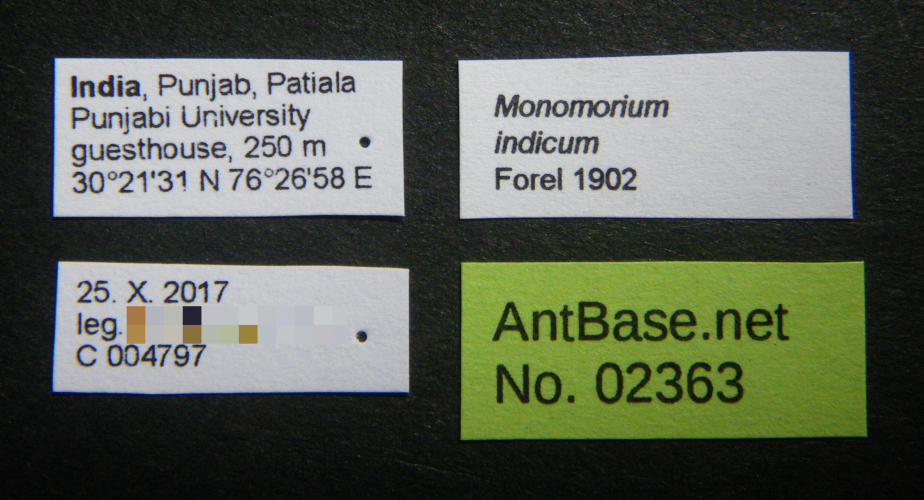 India, Punjab, Patiala
Punjabi University
guesthouse, 250 m
30°21'31 N 76°26'58 E
Monomorium
indicum
Forel 1902
25. X. 2017
leg.
C 004797
AntBase.net
No. 02363